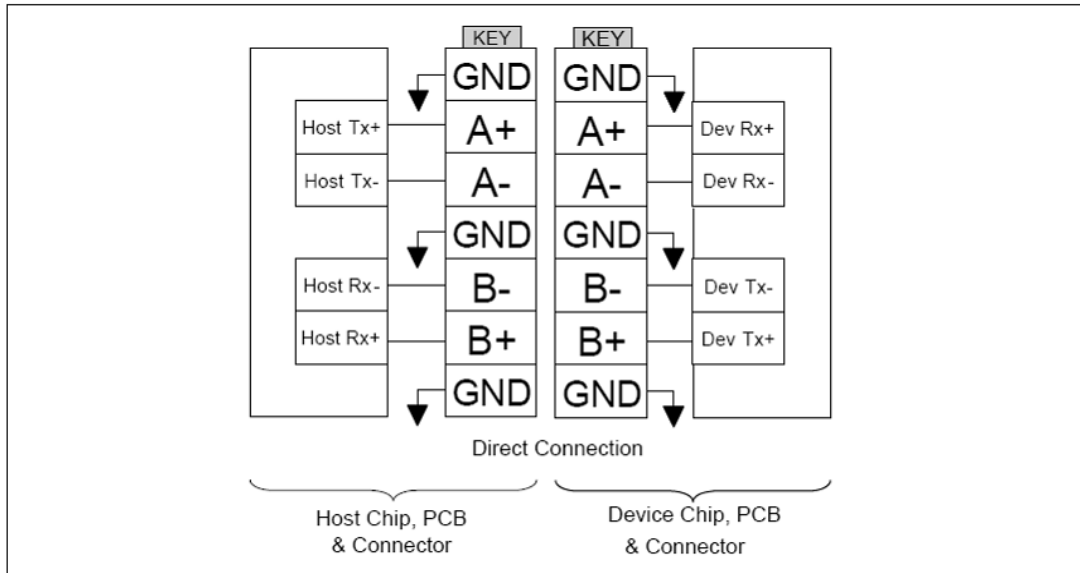 KEY KEY
GND GND
Host Tx+ A+ A+ Dev Rx+
Host Tx- A- A- Dev Rx-
GND GND
Host Rx- B- B- Dev Tx-
Host Rx+ B+ B+ Dev Tx+
GND GND
Direct Connection
Host Chip, PCB
& Connector
Device Chip, PCB
& Connector